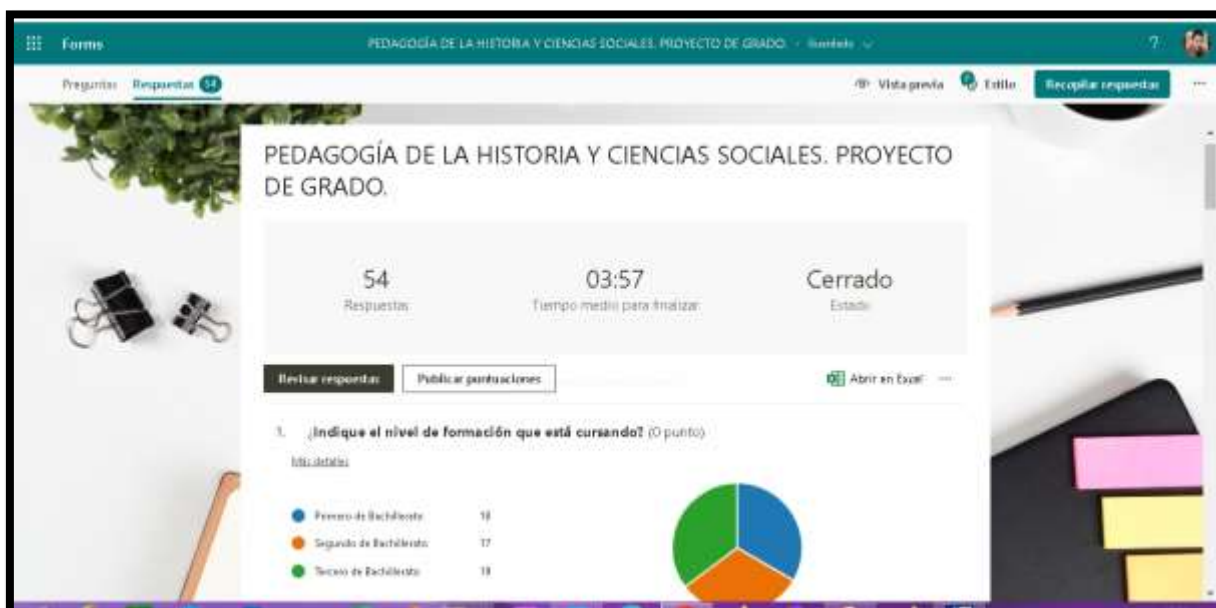 Forms
PEDAGOGÍA DE LA HISTORIA Y CIENCIAS SOCIALES. PROYECTO DE GRADO. - Guardado
?
Preguntas Respuestas 54
Vista previa Estilo Recopilar respuestas ...
PEDAGOGÍA DE LA HISTORIA Y CIENCIAS SOCIALES. PROYECTO
DE GRADO.
54 03:57 Cerrado
Respuestas Tiempo medio para finalizar Estado
Revisar respuestas Publicar puntuaciones Abrir en Excel ...
1. ¿Indique el nivel de formación que está cursando? (0 punto)
Más detalles
Primero de Bachillerato
Segundo de Bachillerato 17
Tercero de Bachillerato